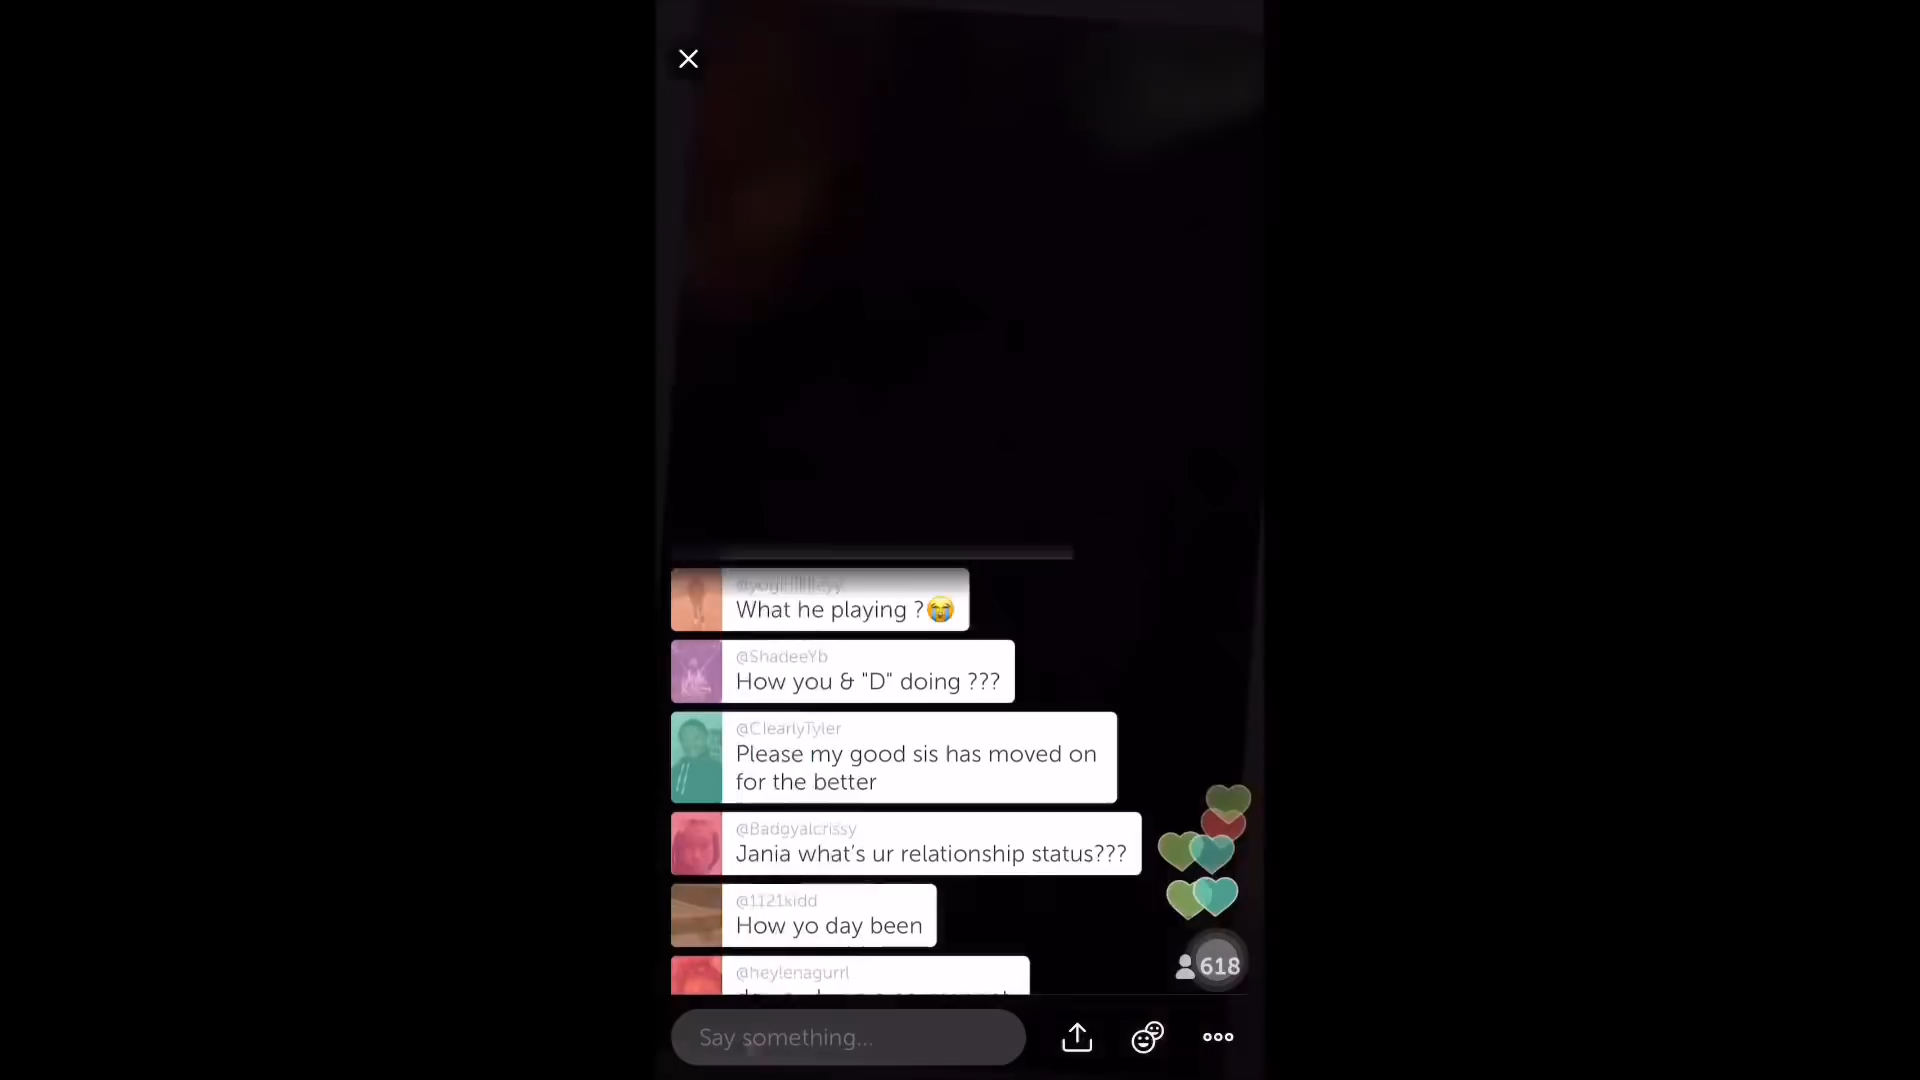 What he playing ?😭
@ShadeeYb
How you & "D" doing ???
@ClearlyTyler
Please my good sis has moved on
for the better
@Badgyalcrissy
Jania what's ur relationship status???
@1121kidd
How yo day been
@heylenagurrl
618
Say something...